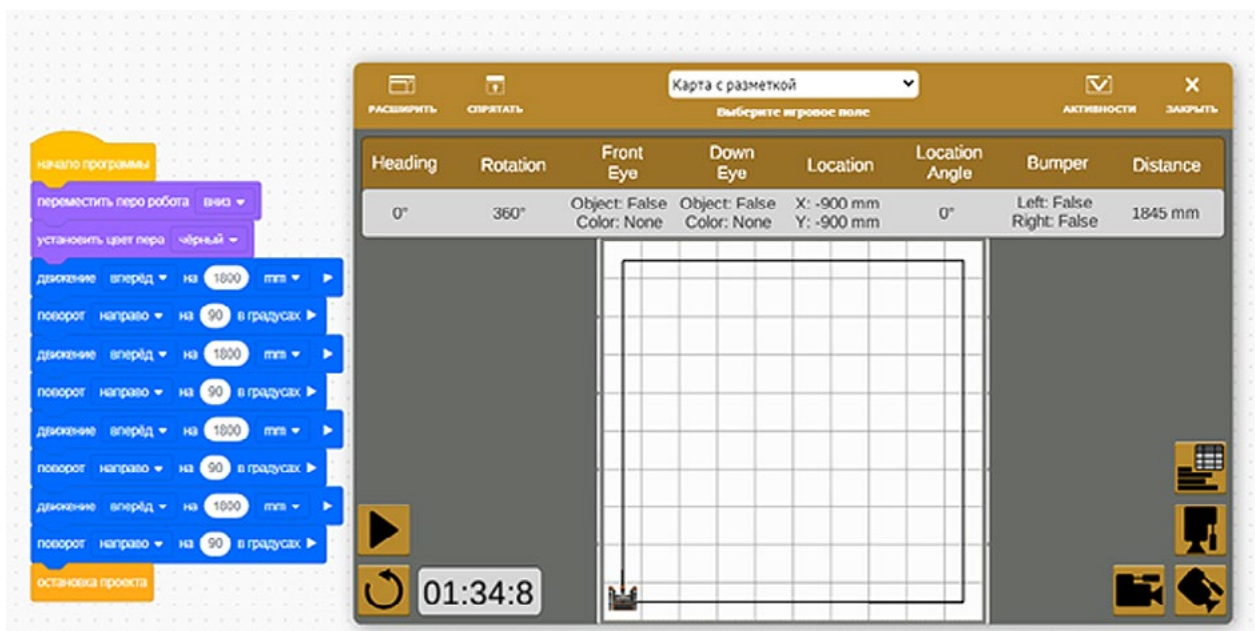 начало программы
переместить перо робота вниз
установить цвет пера чёрный
движение вперёд на 1800 mm
поворот направо на 90 в градусах
движение вперёд на 1800 mm
поворот направо на 90 в градусах
движение вперёд на 1800 mm
поворот направо на 90 в градусах
движение вперёд на 1800 mm
поворот направо на 90 в градусах
остановка проекта
РАСШИРИТЬ
СПРЯТАТЬ
Карта с разметкой
Выберите игровое поле
АКТИВНОСТИ
ЗАКРЫТЬ
Heading Rotation Front Eye Down Eye Location Location Angle Bumper Distance
0° 360° Object: False Object: False X: -900 mm 0° Left: False 1845 mm
Color: None Color: None Y: -900 mm Right: False
01:34:8